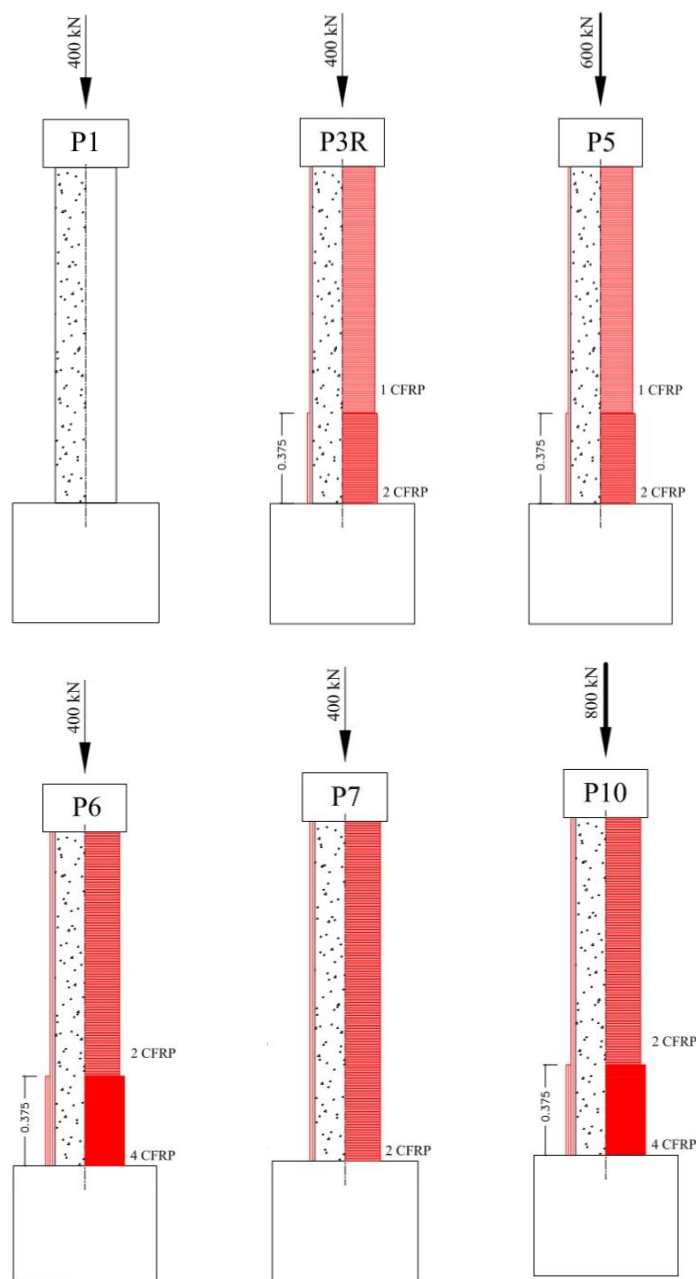 400 kN
400 kN
600 kN
P1
P3R
P5
1 CFRP
1 CFRP
0.375
0.375
2 CFRP
2 CFRP
400 kN
400 kN
800 kN
P6
P7
P10
2 CFRP
2 CFRP
0.375
0.375
4 CFRP
2 CFRP
4 CFRP